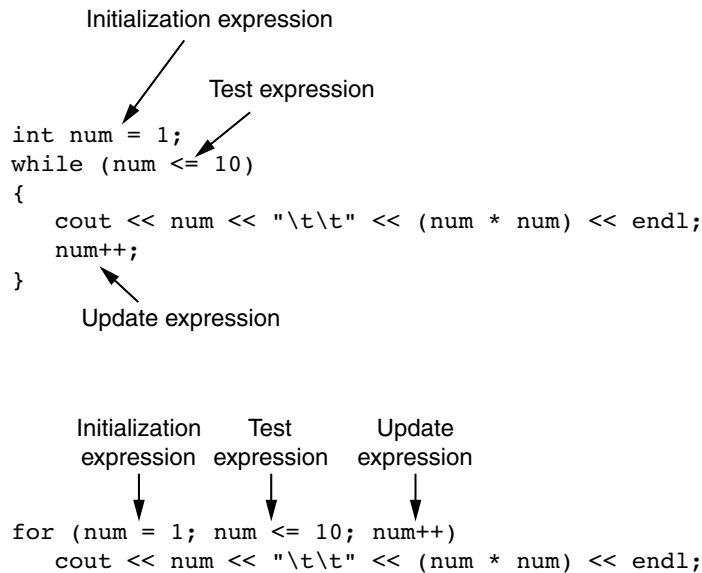 Initialization expression
Test expression
int num = 1;
while (num <= 10)
{
   cout << num << "\t\t" << (num * num) << endl;
   num++;
}
Update expression
Initialization Test Update
expression expression expression
for (num = 1; num <= 10; num++)
   cout << num << "\t\t" << (num * num) << endl;